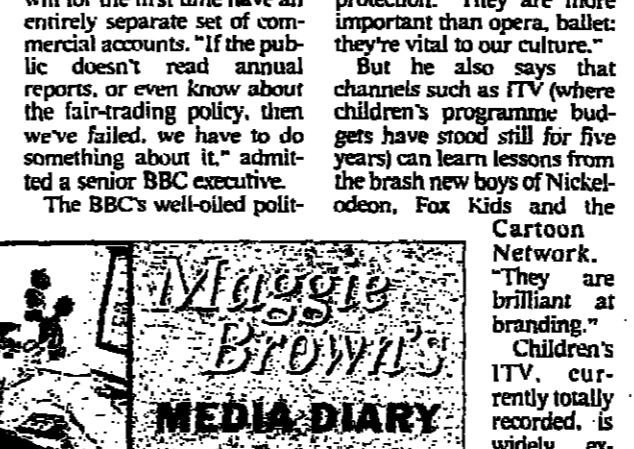 will for the first time have an
entirely separate set of com-
mercial accounts. "If the pub-
lic doesn't read annual
reports, or even know about
the fair-trading policy, then
we've failed, we have to do
something about it," admit-
ted a senior BBC executive.
The BBC's well-oiled polit-
protection. "They are more
important than opera, ballet:
they're vital to our culture."
But he also says that
channels such as ITV (where
children's programme bud-
gets have stood still for five
years) can learn lessons from
the brash new boys of Nickel-
odeon, Fox Kids and the
Cartoon
Network.
"They are
brilliant at
branding."
Children's
ITV, cur-
rently totally
recorded, is
widely ex-
Maggie
Brown's
MEDIA DIARY